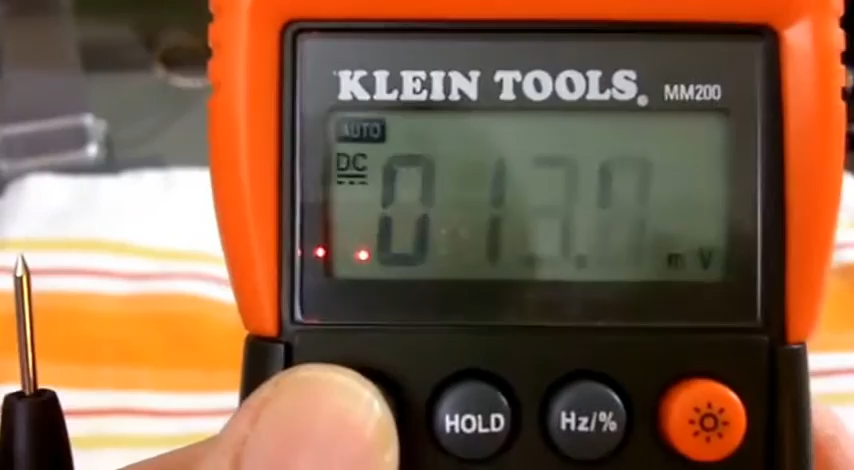 KLEIN TOOLS. MM200
AUTO
DC
013.0 mV
HOLD Hz/%